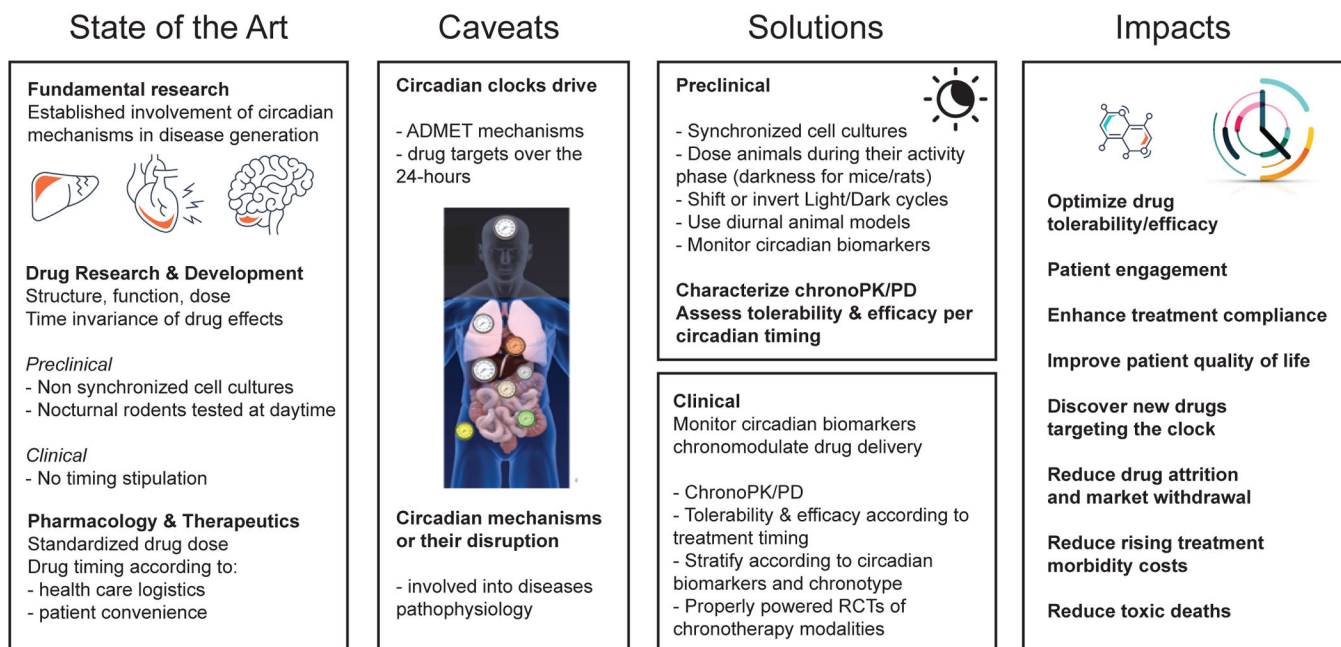 State of the Art
Fundamental research
Established involvement of circadian
mechanisms in disease generation
Drug Research & Development
Structure, function, dose
Time invariance of drug effects
Preclinical
- Non synchronized cell cultures
- Nocturnal rodents tested at daytime
Clinical
- No timing stipulation
Pharmacology & Therapeutics
Standardized drug dose
Drug timing according to:
- health care logistics
- patient convenience
Caveats
Circadian clocks drive
- ADMET mechanisms
- drug targets over the
24-hours
Circadian mechanisms
or their disruption
- involved into diseases
pathophysiology
Solutions
Preclinical
- Synchronized cell cultures
- Dose animals during their activity
phase (darkness for mice/rats)
- Shift or invert Light/Dark cycles
- Use diurnal animal models
- Monitor circadian biomarkers
Characterize chronoPK/PD
Assess tolerability & efficacy per
circadian timing
Clinical
Monitor circadian biomarkers
chronomodulate drug delivery
- ChronoPK/PD
- Tolerability & efficacy according to
treatment timing
- Stratify according to circadian
biomarkers and chronotype
- Properly powered RCTs of
chronotherapy modalities
Impacts
Optimize drug
tolerability/efficacy
Patient engagement
Enhance treatment compliance
Improve patient quality of life
Discover new drugs
targeting the clock
Reduce drug attrition
and market withdrawal
Reduce rising treatment
morbidity costs
Reduce toxic deaths